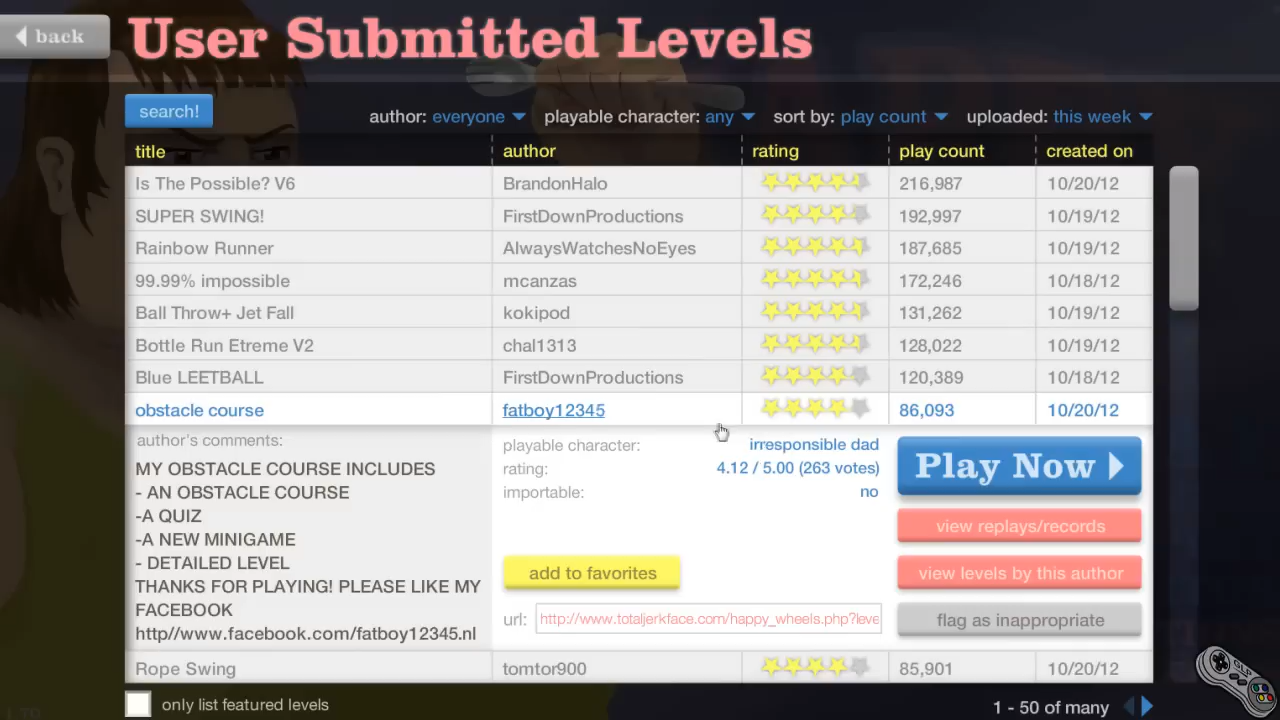 back
User Submitted Levels
search!
author: everyone playable character: any sort by: play count uploaded: this week
title author rating play count created on
Is The Possible? V6 BrandonHalo 216,987 10/20/12
SUPER SWING! FirstDownProductions 192,997 10/19/12
Rainbow Runner AlwaysWatchesNoEyes 187,685 10/19/12
99.99% impossible mcanzas 172,246 10/18/12
Ball Throw+ Jet Fall kokipod 131,262 10/19/12
Bottle Run Etreme V2 chal1313 128,022 10/19/12
Blue LEETBALL FirstDownProductions 120,389 10/18/12
obstacle course fatboy12345 86,093 10/20/12
author's comments:
MY OBSTACLE COURSE INCLUDES
- AN OBSTACLE COURSE
-A QUIZ
-A NEW MINIGAME
- DETAILED LEVEL
THANKS FOR PLAYING! PLEASE LIKE MY
FACEBOOK
http//www.facebook.com/fatboy12345.nl
playable character: irresponsible dad
rating: 4.12 / 5.00 (263 votes)
importable: no
add to favorites
url: http://www.totaljerkface.com/happy_wheels.php?leve
Play Now
view replays/records
view levels by this author
flag as inappropriate
Rope Swing tomtor900 85,901 10/20/12
only list featured levels
1 - 50 of many